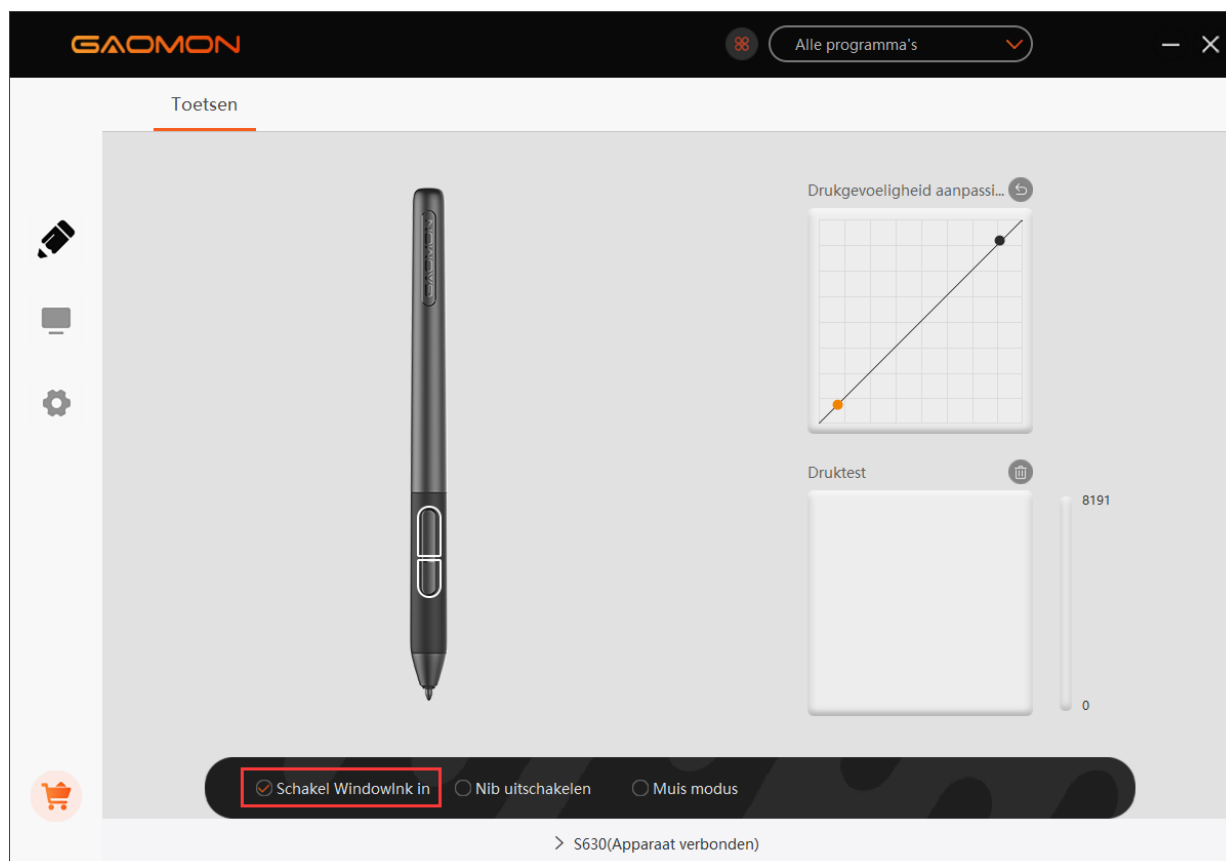 GAOMON
Alle programma's
Toetsen
GAOMON
Drukgevoeligheid aanpassi...
Druktest
8191
0
Schakel WindowInk in
Nib uitschakelen
Muis modus
S630(Apparaat verbonden)